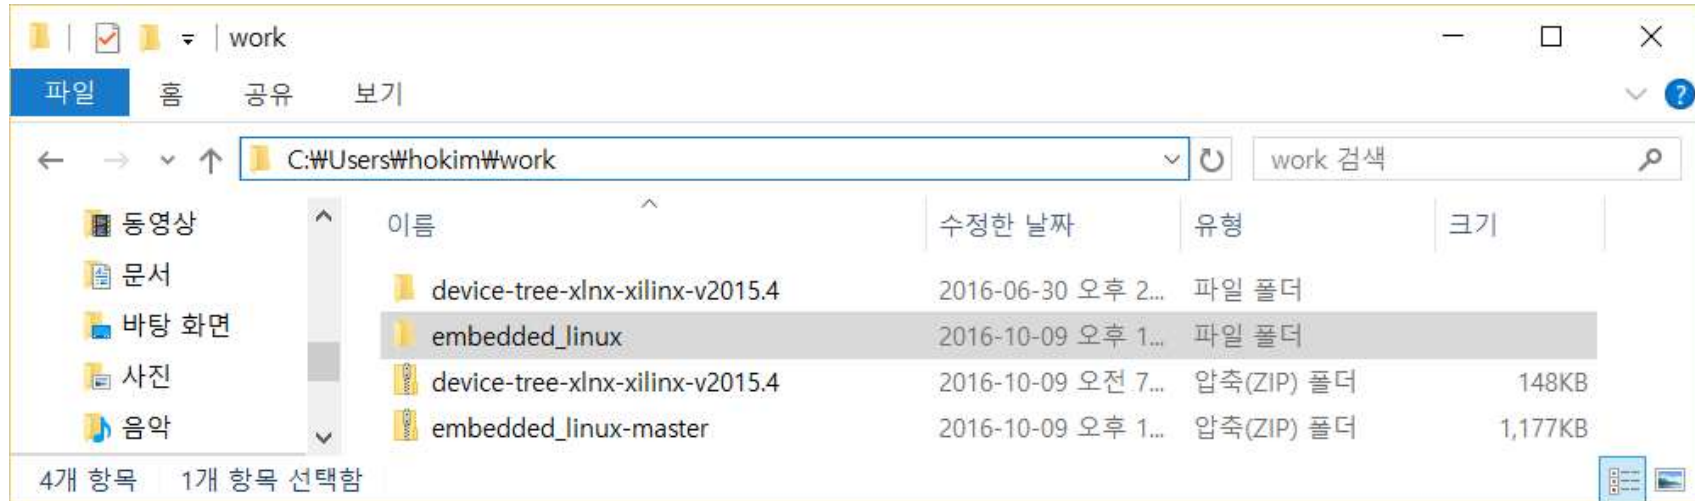 work
파일 홈 공유 보기
?
C:₩Users₩hokim₩work work 검색
동영상
문서
바탕 화면
사진
음악
이름 수정한 날짜 유형 크기
device-tree-xlnx-xilinx-v2015.4 2016-06-30 오후 2... 파일 폴더
embedded_linux 2016-10-09 오후 1... 파일 폴더
device-tree-xlnx-xilinx-v2015.4 2016-10-09 오전 7... 압축(ZIP) 폴더 148KB
embedded_linux-master 2016-10-09 오후 1... 압축(ZIP) 폴더 1,177KB
4개 항목 1개 항목 선택함